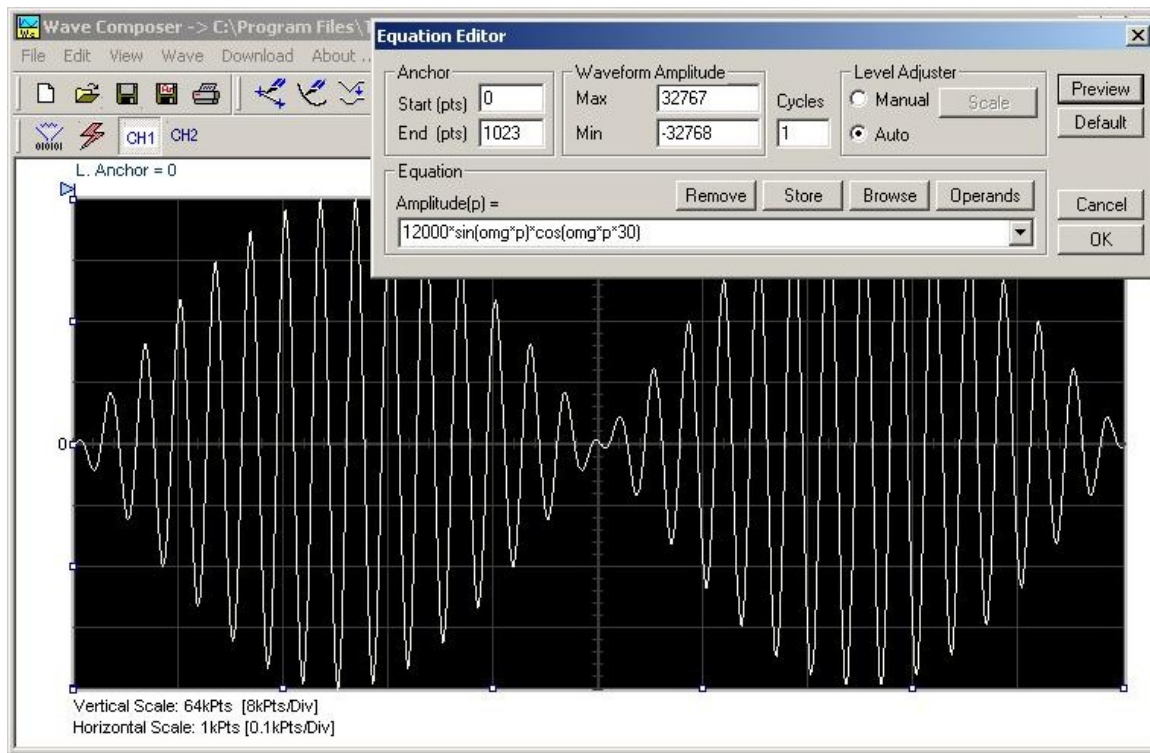 Wave Composer -> C:\Program Files\
File Edit View Wave Download About ..
CH1 CH2
L. Anchor = 0
Equation Editor
Anchor
Start (pts) 0
End (pts) 1023
Waveform Amplitude
Max 32767
Min -32768
Cycles
1
Level Adjuster
Manual Scale
Auto
Preview
Default
Equation
Remove Store Browse Operands
Amplitude(p) =
12000*sin(omg*p)*cos(omg*p*30)
Cancel
OK
0
Vertical Scale: 64kPts [8kPts/Div]
Horizontal Scale: 1kPts [0.1kPts/Div]